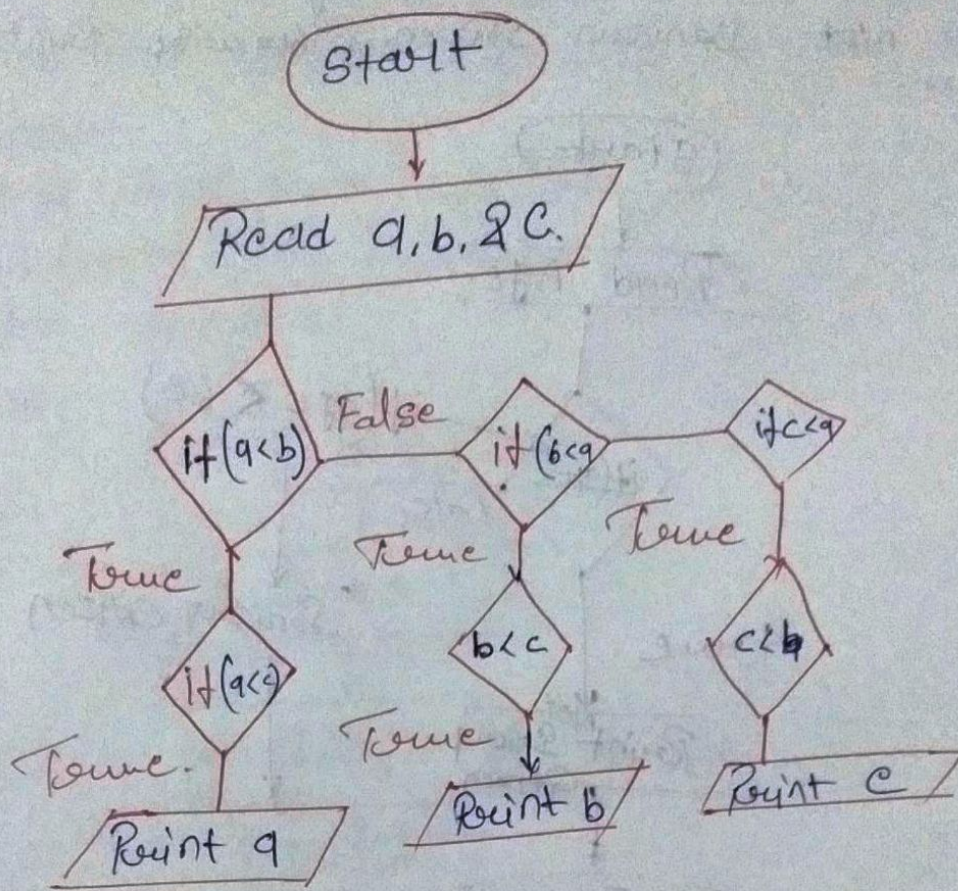 Start
Read a, b, & C.
if (a<b)
False
if (b<a
if c<a
True
True
True
if (a<c)
b<c
c<b
True.
True
Print a
Print b
Print C